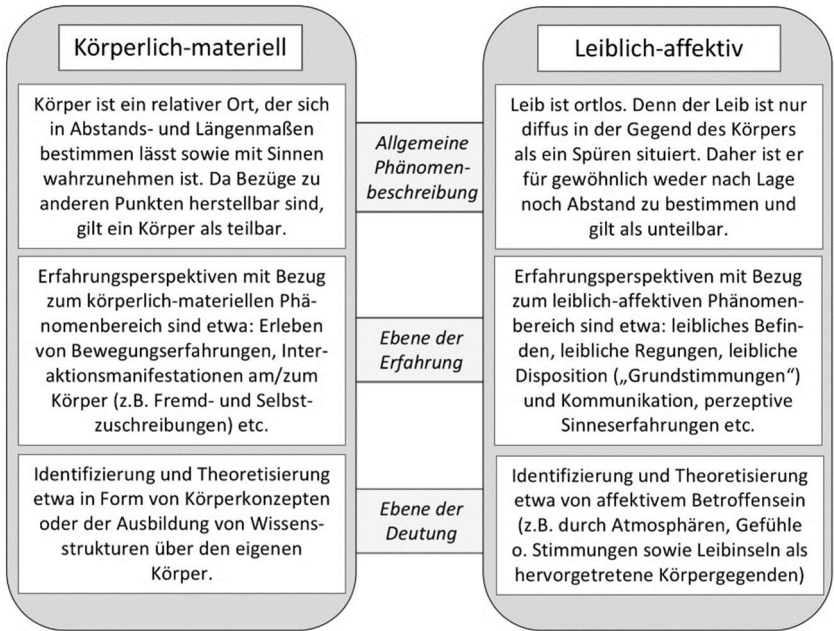 Körperlich-materiell
Körper ist ein relativer Ort, der sich
in Abstands- und Längenmaßen
bestimmen lässt sowie mit Sinnen
wahrzunehmen ist. Da Bezüge zu
anderen Punkten herstellbar sind,
gilt ein Körper als teilbar.
Erfahrungsperspektiven mit Bezug
zum körperlich-materiellen Phä-
nomenbereich sind etwa: Erleben
von Bewegungserfahrungen, Inter-
aktionsmanifestationen am/zum
Körper (z.B. Fremd- und Selbst-
zuschreibungen) etc.
Identifizierung und Theoretisierung
etwa in Form von Körperkonzepten
oder der Ausbildung von Wissens-
strukturen über den eigenen
Körper.
Allgemeine
Phänomen-
beschreibung
Ebene der
Erfahrung
Ebene der
Deutung
Leiblich-affektiv
Leib ist ortlos. Denn der Leib ist nur
diffus in der Gegend des Körpers
als ein Spüren situiert. Daher ist er
für gewöhnlich weder nach Lage
noch Abstand zu bestimmen und
gilt als unteilbar.
Erfahrungsperspektiven mit Bezug
zum leiblich-affektiven Phänomen-
bereich sind etwa: leibliches Befin-
den, leibliche Regungen, leibliche
Disposition („Grundstimmungen“)
und Kommunikation, perzeptive
Sinneserfahrungen etc.
Identifizierung und Theoretisierung
etwa von affektivem Betroffensein
(z.B. durch Atmosphären, Gefühle
o. Stimmungen sowie Leibinseln als
hervorgetretene Körpergegenden)